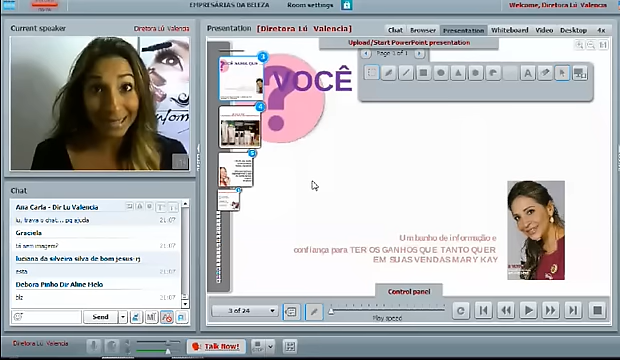 EMPRESÁRIAS DA BELEZA
Room settings
Welcome, Diretora Lú Valencia
Current speaker
Diretora Lú Valencia
Presentation
[Diretora Lú Valencia]
Chat
Browser
Presentation
Whiteboard
Video
Desktop
4x
Upload/Start PowerPoint presentation
Page 1 of 1
3
VOCÊ
?
4
Chat
Ana Carla - Dir Lu Valencia
lu, trava o chat... pq ajuda
21:07
Graciela
tá sem imagem?
21:07
luciana da silveira silva de bom jesus-rj
esta
21:07
Debora Pinho Dir Aline Melo
blz
21:07
Send
Um banho de informação e
confiança para TER OS GANHOS QUE TANTO QUER
EM SUAS VENDAS MARY KAY
Control panel
3 of 24
Play speed
Diretora Lú Valencia
Talk Now!